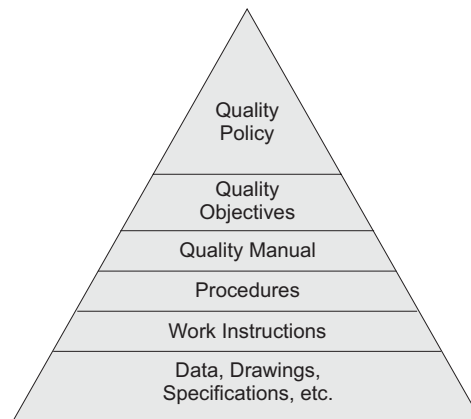 Quality
Policy
Quality
Objectives
Quality Manual
Procedures
Work Instructions
Data, Drawings,
Specifications, etc.